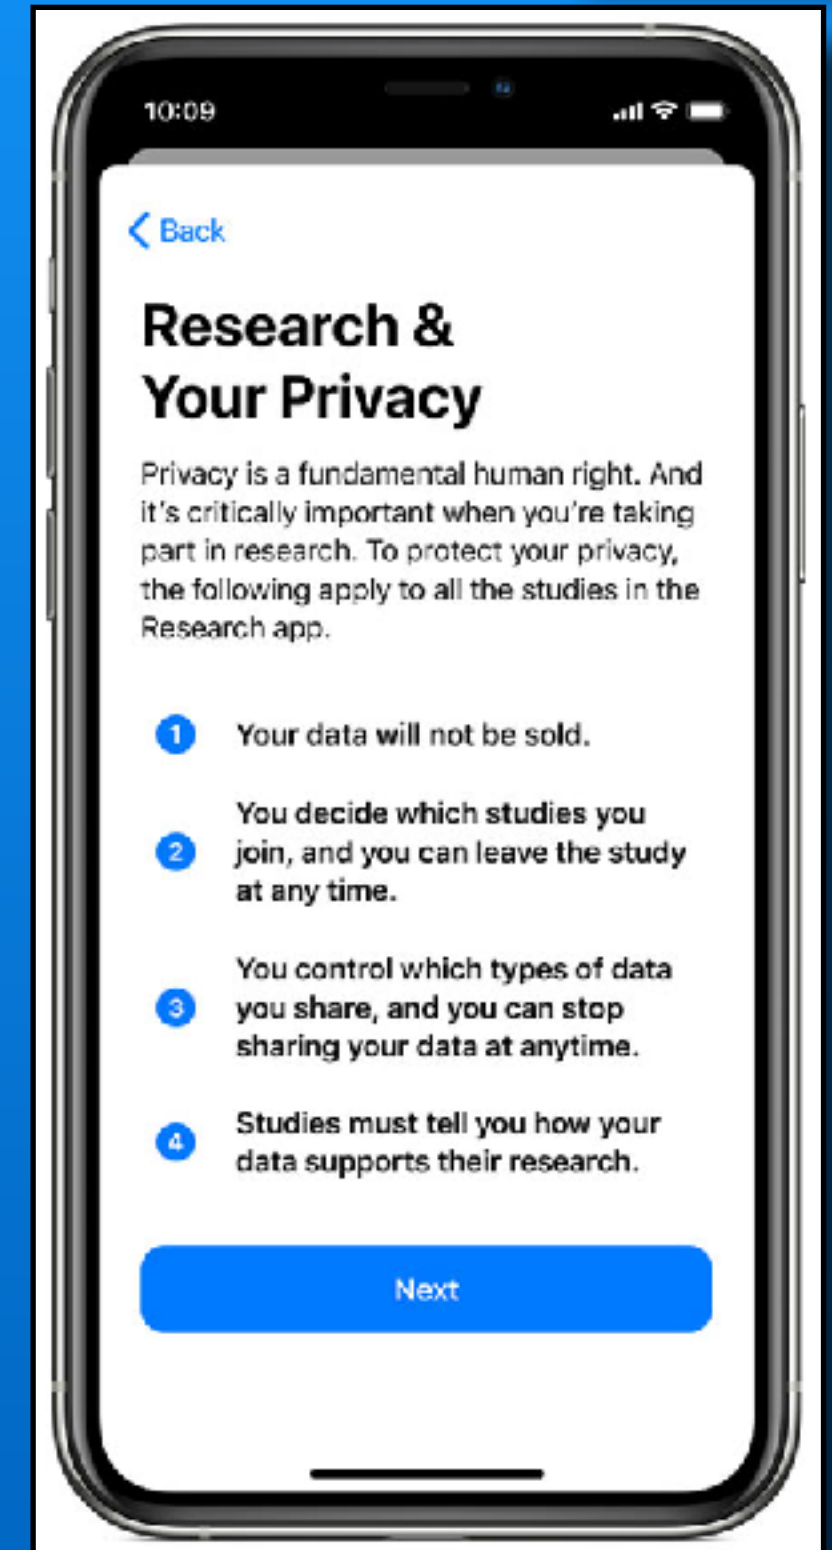 10:09
Back
Research &
Your Privacy
Privacy is a fundamental human right. And
it's critically important when you're taking
part in research. To protect your privacy,
the following apply to all the studies in the
Research app.
1 Your data will not be sold.
You decide which studies you
2 join, and you can leave the study
at any time.
You control which types of data
3 you share, and you can stop
sharing your data at anytime.
4 Studies must tell you how your
data supports their research.
Next